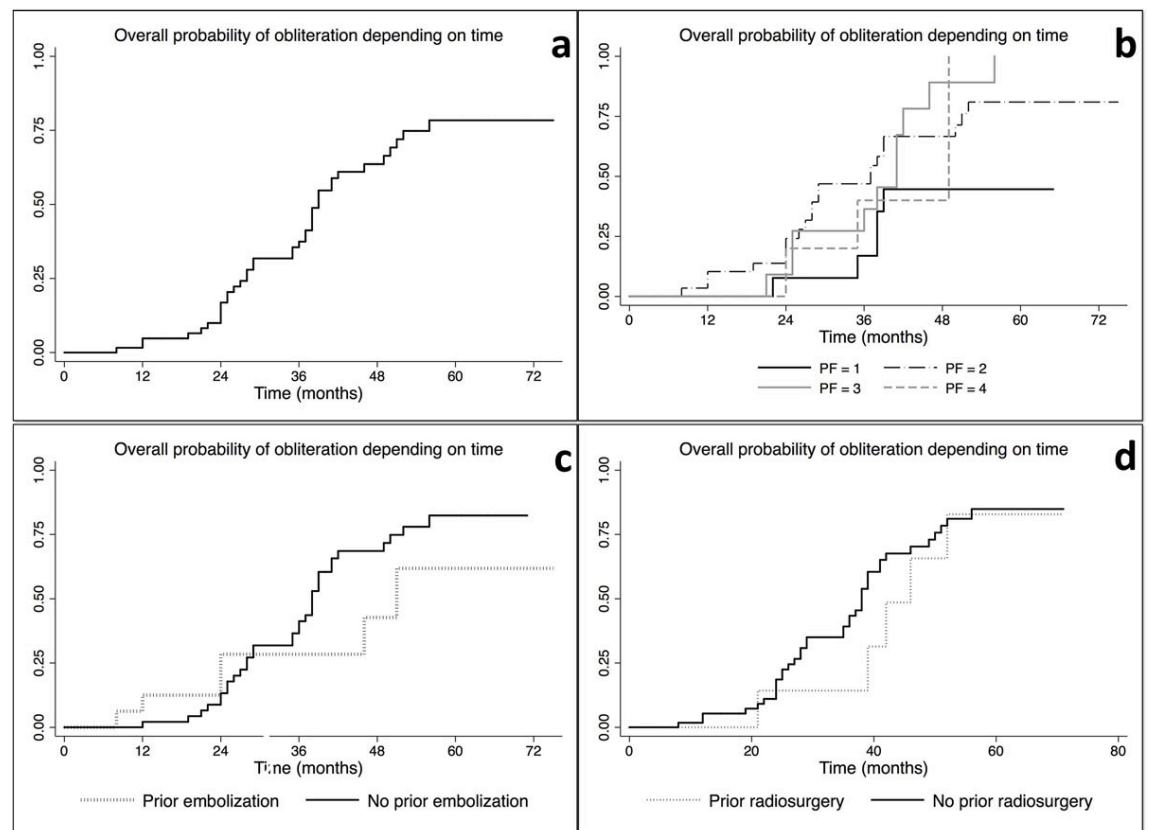 Overall probability of obliteration depending on time
a
1.00
0.75
0.50
0.25
0.00
0 12 24 36 48 60 72
Time (months)
Overall probability of obliteration depending on time
b
1.00
0.75
0.50
0.25
0.00
0 12 24 36 48 60 72
Time (months)
PF = 1 PF = 2
PF = 3 PF = 4
Overall probability of obliteration depending on time
c
1.00
0.75
0.50
0.25
0.00
0 12 24 36 48 60 72
Time (months)
Prior embolization No prior embolization
Overall probability of obliteration depending on time
d
1.00
0.75
0.50
0.25
0.00
0 20 40 60 80
Time (months)
Prior radiosurgery No prior radiosurgery